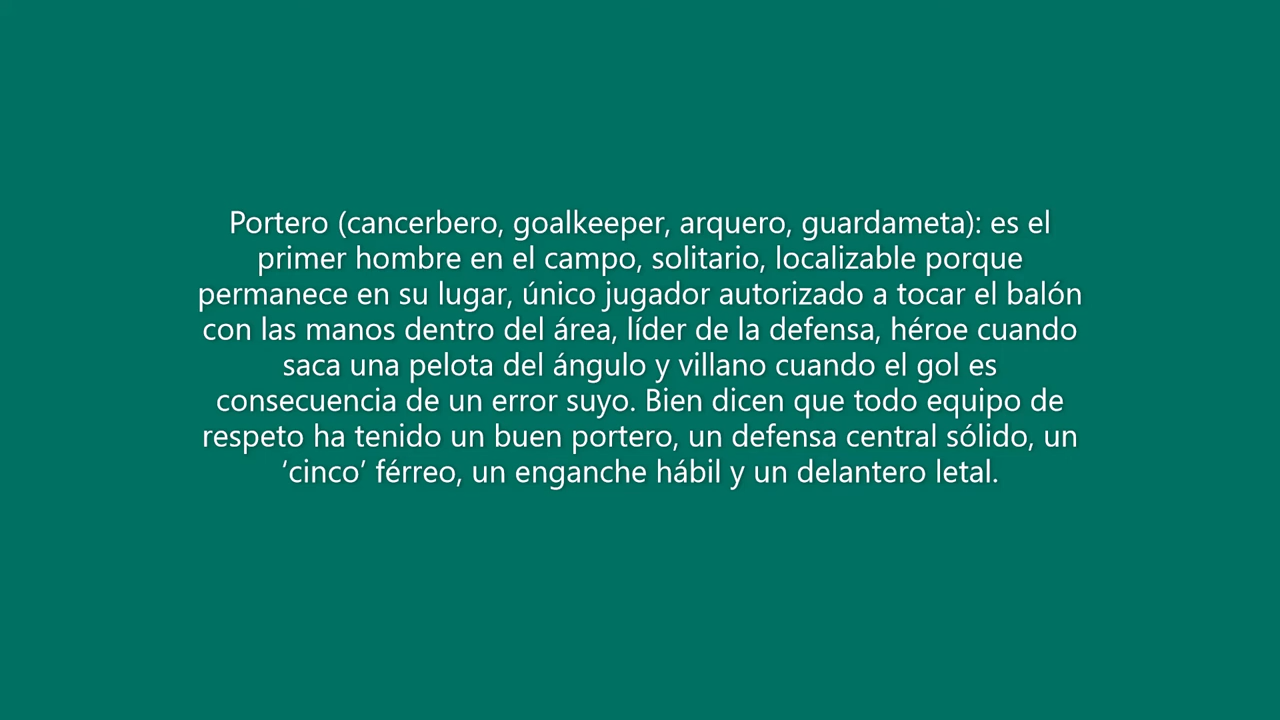 Portero (cancerbero, goalkeeper, arquero, guardameta): es el
primer hombre en el campo, solitario, localizable porque
permanece en su lugar, único jugador autorizado a tocar el balón
con las manos dentro del área, líder de la defensa, héroe cuando
saca una pelota del ángulo y villano cuando el gol es
consecuencia de un error suyo. Bien dicen que todo equipo de
respeto ha tenido un buen portero, un defensa central sólido, un
‘cinco’ férreo, un enganche hábil y un delantero letal.